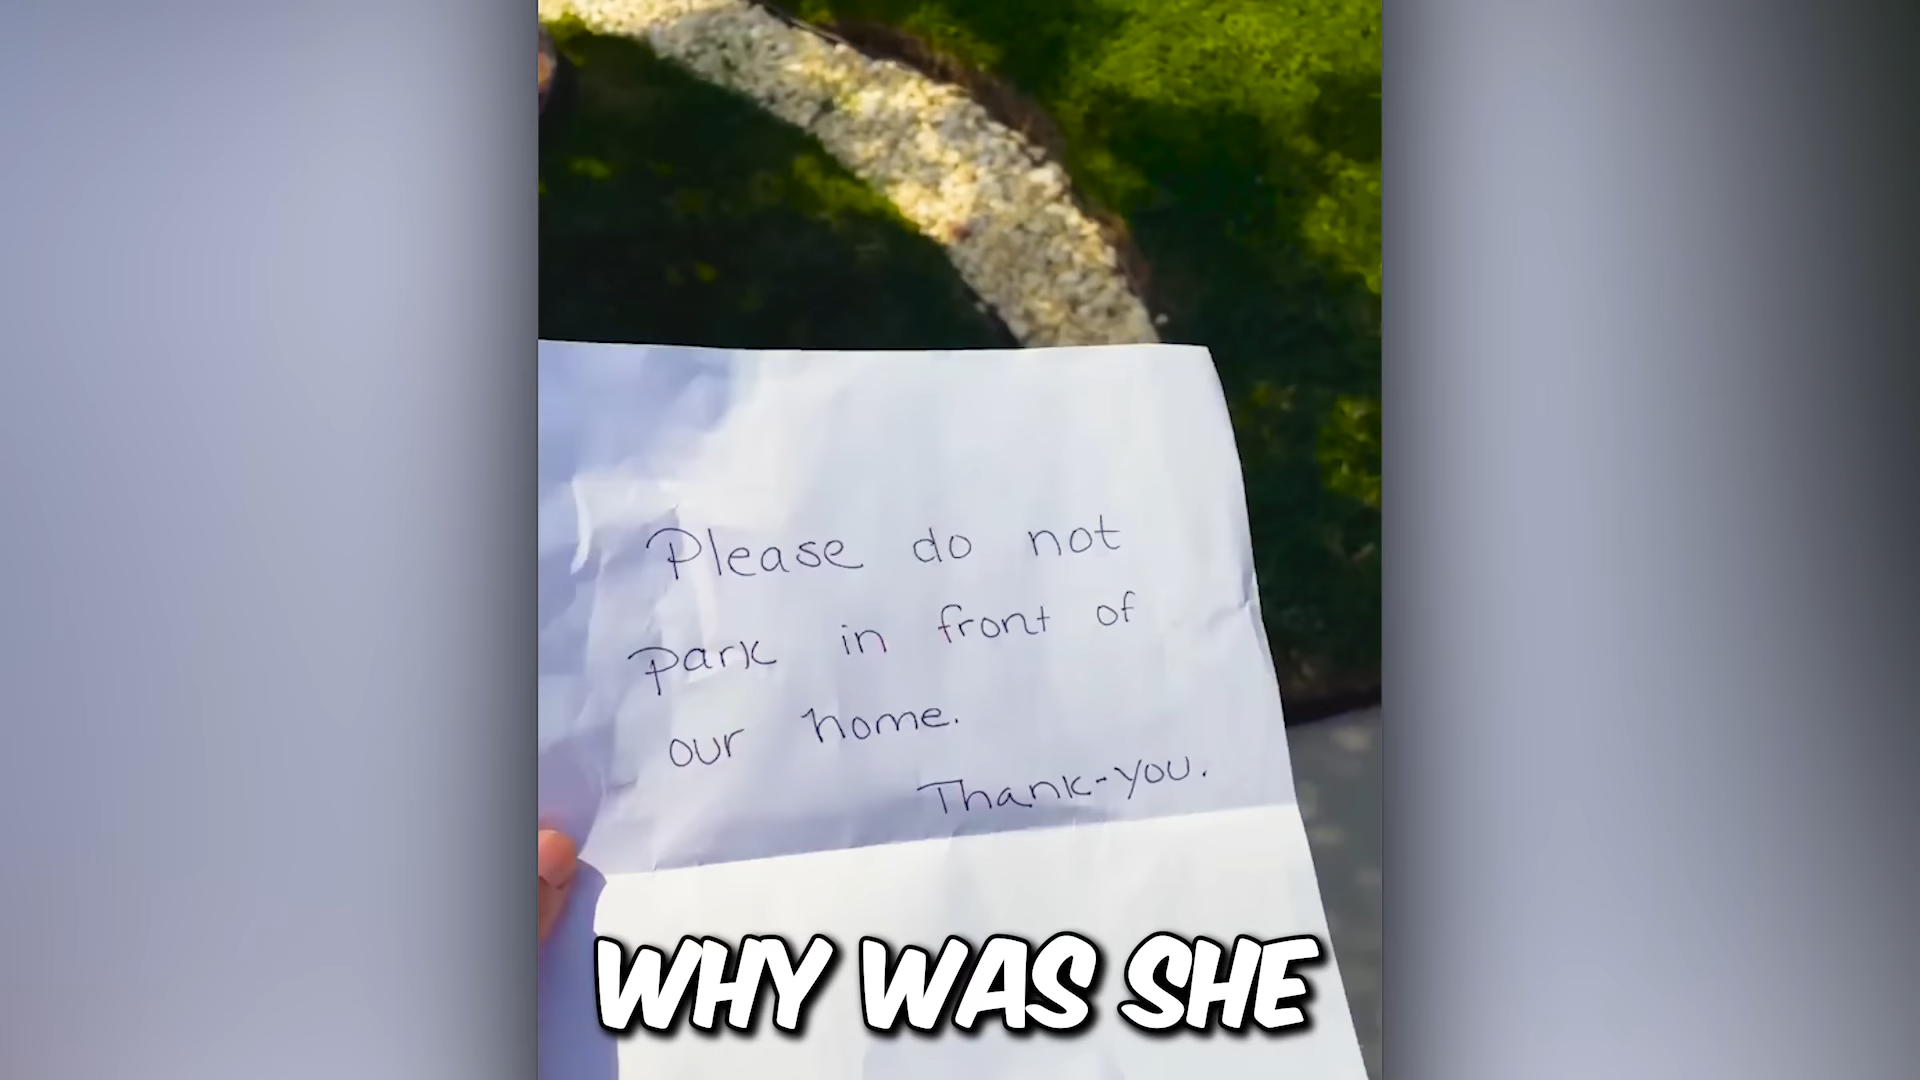 Please do not
park in front of
our home.
Thank-you.
WHY WAS SHE